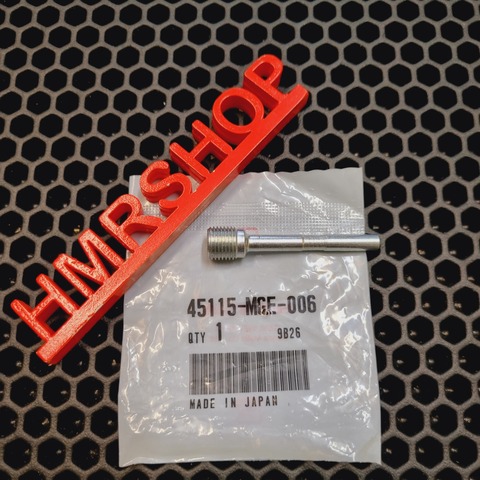 HMRSHOP
45115-MGE-006
QTY 1 9B26
MADE IN JAPAN